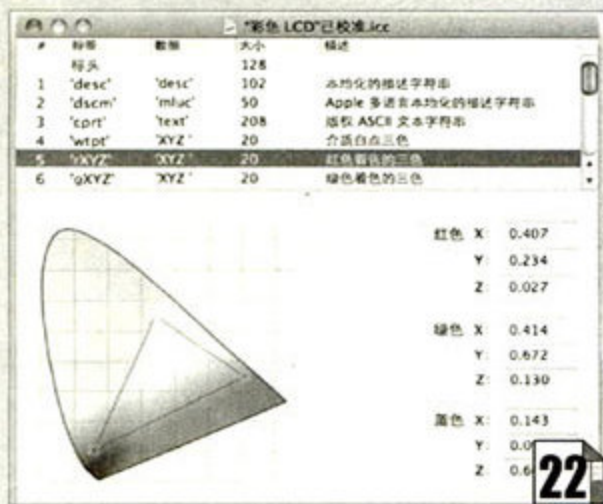 "彩色 LCD"已校准.icc
# 标签 数据 大小 描述
标头 128
1 'desc' 'desc' 102 本地化的描述字符串
2 'dscm' 'mluc' 50 Apple 多语言本地化的描述字符串
3 'cprt' 'text' 208 版权 ASCII 文本字符串
4 'wtpt' 'XYZ ' 20 介质白点三色
5 'rXYZ' 'XYZ ' 20 红色着色的三色
6 'gXYZ' 'XYZ ' 20 绿色着色的三色
红色 X: 0.407
Y: 0.234
Z: 0.027
绿色 X: 0.414
Y: 0.672
Z: 0.130
蓝色 X: 0.143
Y: 0.0
Z: 0.6
22